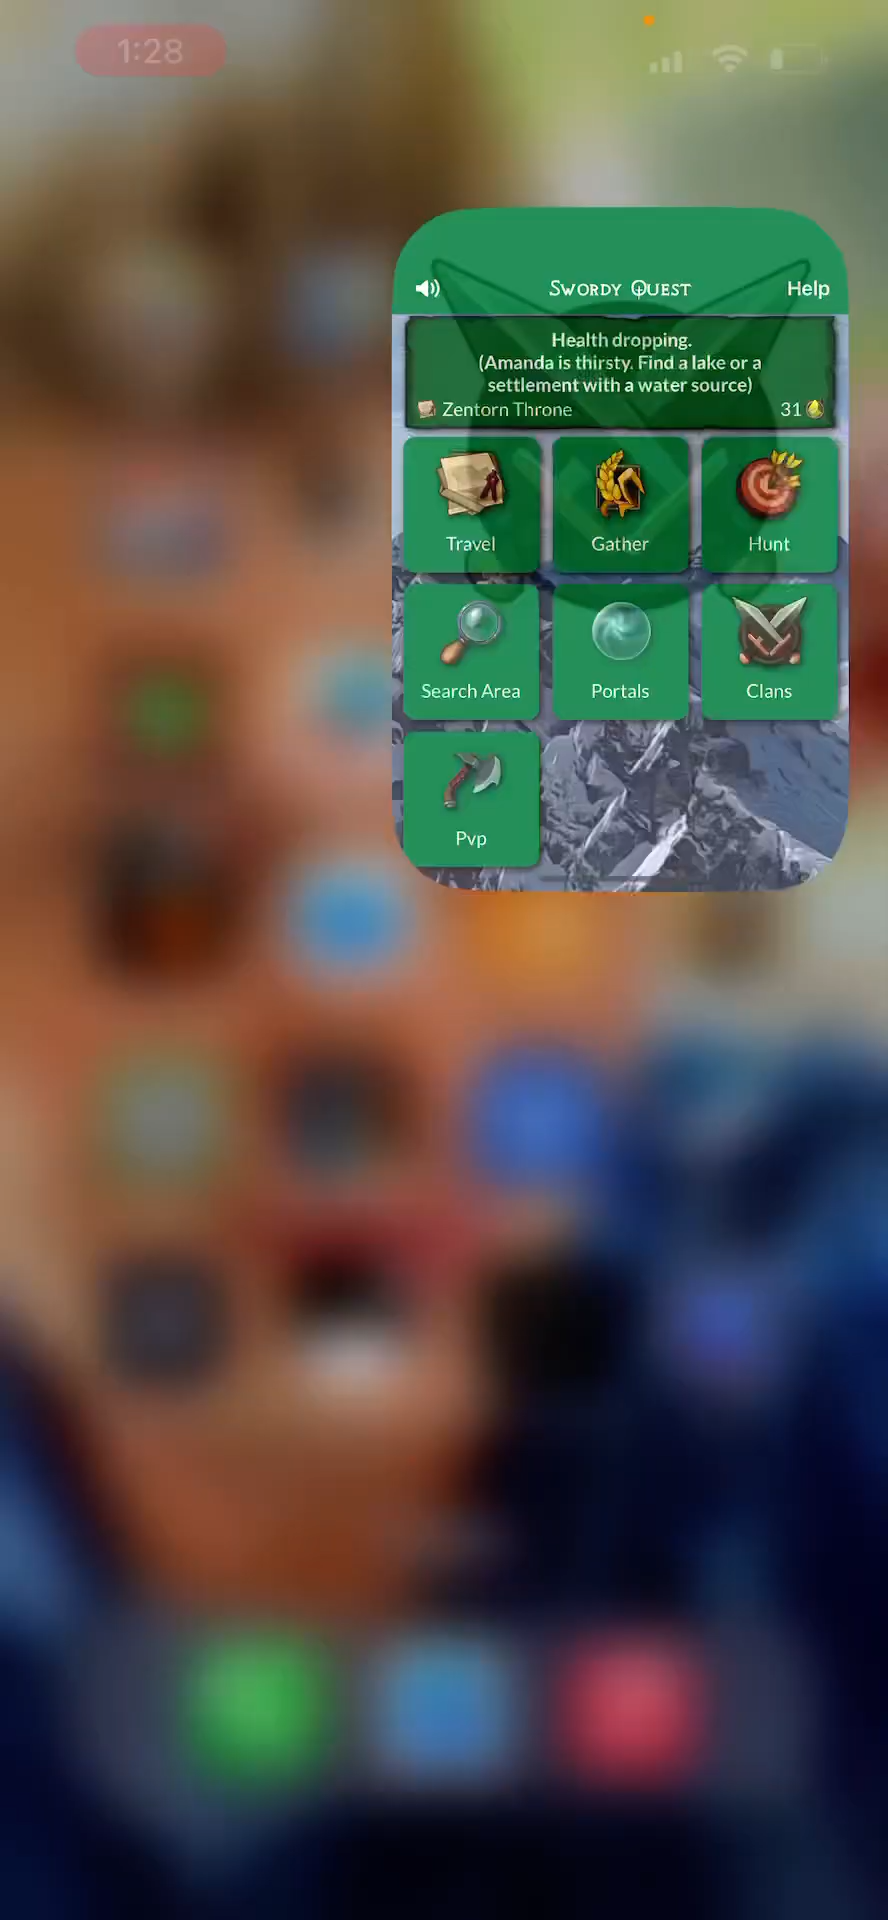 1:28
Swordy Quest
Help
Health dropping.
(Amanda is thirsty. Find a lake or a
settlement with a water source)
Zentorn Throne
31
Travel
Gather
Hunt
Search Area
Portals
Clans
Pvp